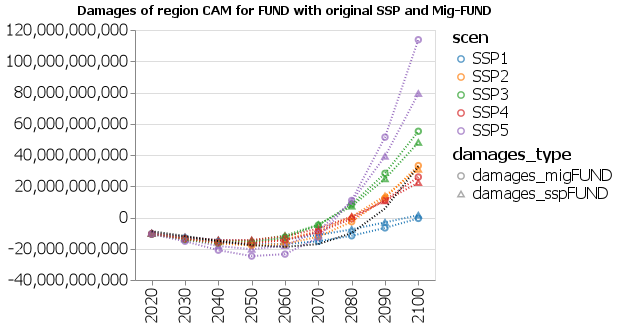 Damages of region CAM for FUND with original SSP and Mig-FUND
120,000,000,000
100,000,000,000
80,000,000,000
60,000,000,000
40,000,000,000
20,000,000,000
0
-20,000,000,000
-40,000,000,000
2020
2030
2040
2050
2060
2070
2080
2090
2100
scen
SSP1
SSP2
SSP3
SSP4
SSP5
damages_type
damages_migFUND
damages_sspFUND